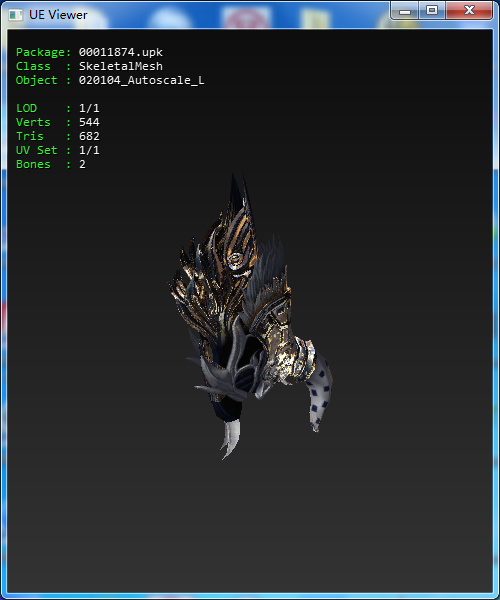 UE Viewer
Package: 00011874.upk
Class : SkeletalMesh
Object : 020104_Autoscale_L
LOD : 1/1
Verts : 544
Tris : 682
UV Set : 1/1
Bones : 2